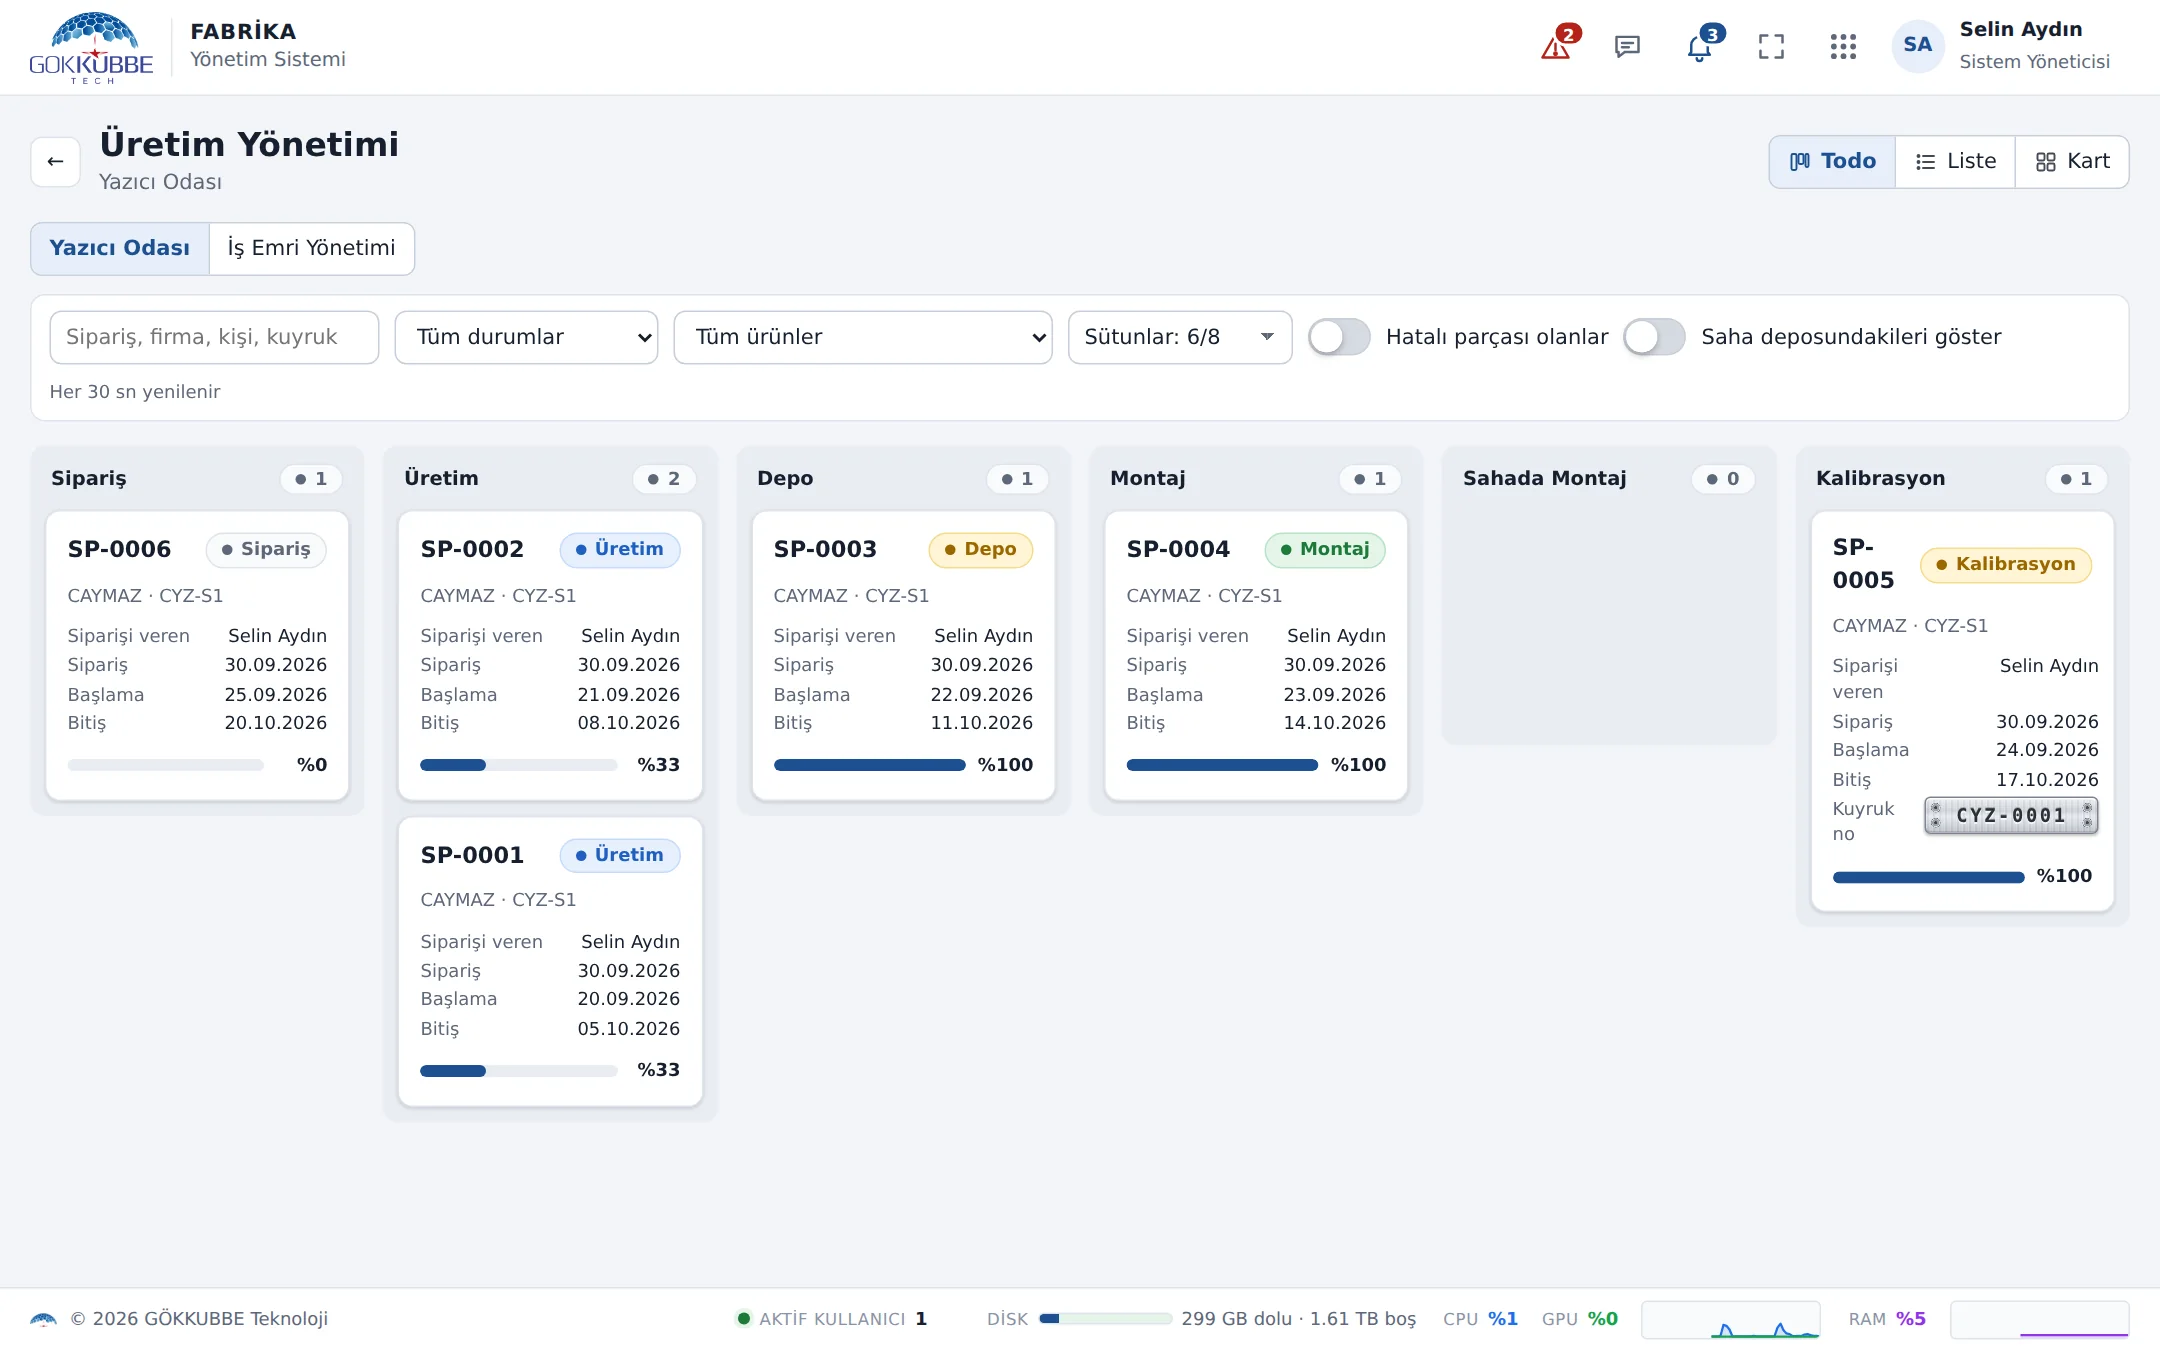 GÖKKUBBE
TECH
FABRİKA
Yönetim Sistemi
2
3
SA
Selin Aydın
Sistem Yöneticisi
←
Üretim Yönetimi
Yazıcı Odası
Todo
Liste
Kart
Yazıcı Odası
İş Emri Yönetimi
Sipariş, firma, kişi, kuyruk
Tüm durumlar
Tüm ürünler
Sütunlar: 6/8
Hatalı parçası olanlar
Saha deposundakileri göster
Her 30 sn yenilenir
Sipariş
1
SP-0006
Sipariş
CAYMAZ · CYZ-S1
Siparişi veren Selin Aydın
Sipariş 30.09.2026
Başlama 25.09.2026
Bitiş 20.10.2026
%0
Üretim
2
SP-0002
Üretim
CAYMAZ · CYZ-S1
Siparişi veren Selin Aydın
Sipariş 30.09.2026
Başlama 21.09.2026
Bitiş 08.10.2026
%33
SP-0001
Üretim
CAYMAZ · CYZ-S1
Siparişi veren Selin Aydın
Sipariş 30.09.2026
Başlama 20.09.2026
Bitiş 05.10.2026
%33
Depo
1
SP-0003
Depo
CAYMAZ · CYZ-S1
Siparişi veren Selin Aydın
Sipariş 30.09.2026
Başlama 22.09.2026
Bitiş 11.10.2026
%100
Montaj
1
SP-0004
Montaj
CAYMAZ · CYZ-S1
Siparişi veren Selin Aydın
Sipariş 30.09.2026
Başlama 23.09.2026
Bitiş 14.10.2026
%100
Sahada Montaj
0
Kalibrasyon
1
SP-
0005
Kalibrasyon
CAYMAZ · CYZ-S1
Siparişi Selin Aydın
veren
Sipariş 30.09.2026
Başlama 24.09.2026
Bitiş 17.10.2026
Kuyruk CYZ-0001
no
%100
© 2026 GÖKKUBBE Teknoloji
AKTİF KULLANICI 1
DİSK 299 GB dolu · 1.61 TB boş
CPU %1
GPU %0
RAM %5